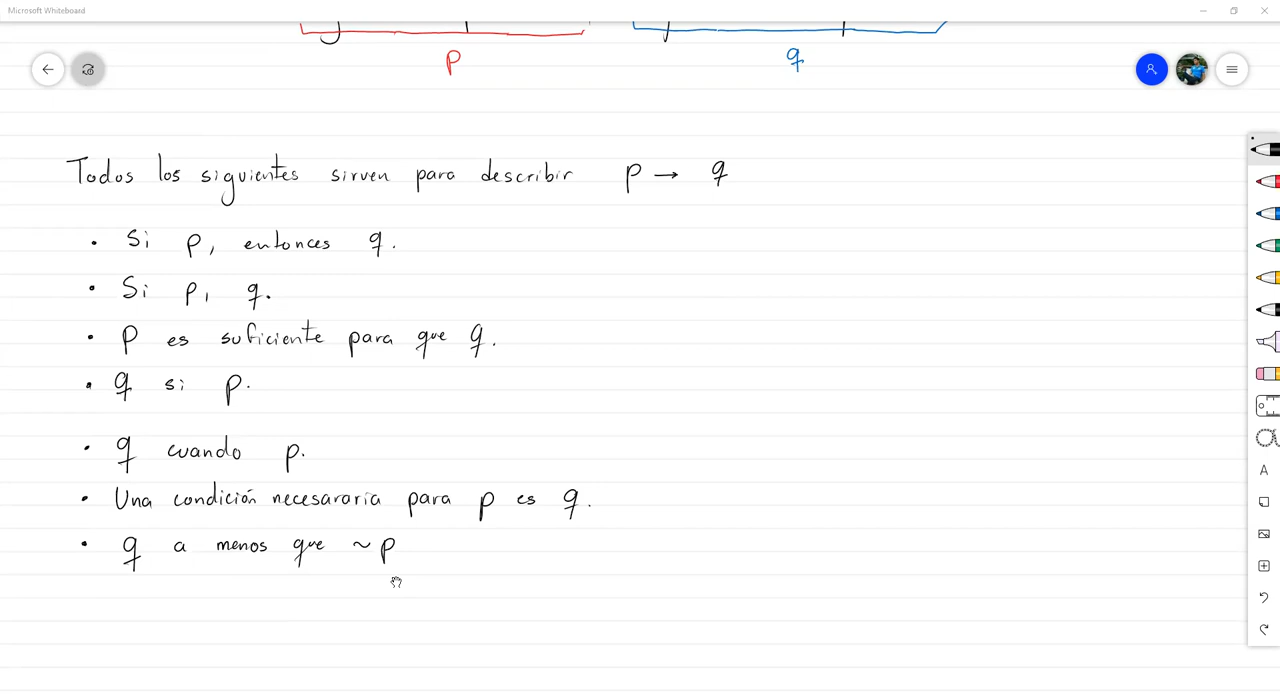 Microsoft Whiteboard
p q
Todos los siguientes sirven para describir p → q
• Si p, entonces q.
• Si p, q.
• p es suficiente para que q.
• q si p.
• q cuando p.
• Una condición necesararia para p es q.
• q a menos que ~p
A